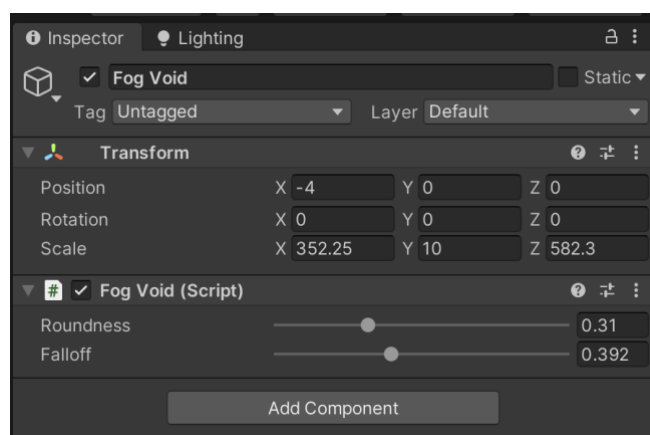 Inspector Lighting
Fog Void Static
Tag Untagged Layer Default
Transform
Position X -4 Y 0 Z 0
Rotation X 0 Y 0 Z 0
Scale X 352.25 Y 10 Z 582.3
# Fog Void (Script)
Roundness 0.31
Falloff 0.392
Add Component